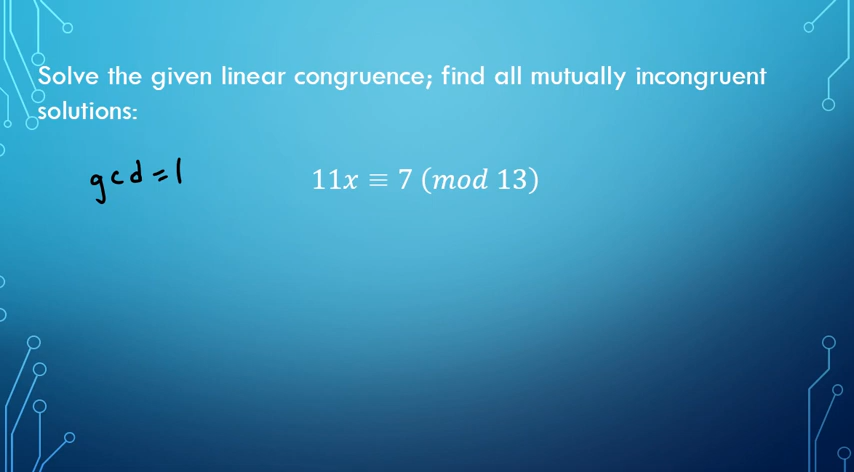 Solve the given linear congruence; find all mutually incongruent
solutions:
gcd=1
11x ≡ 7 (mod 13)